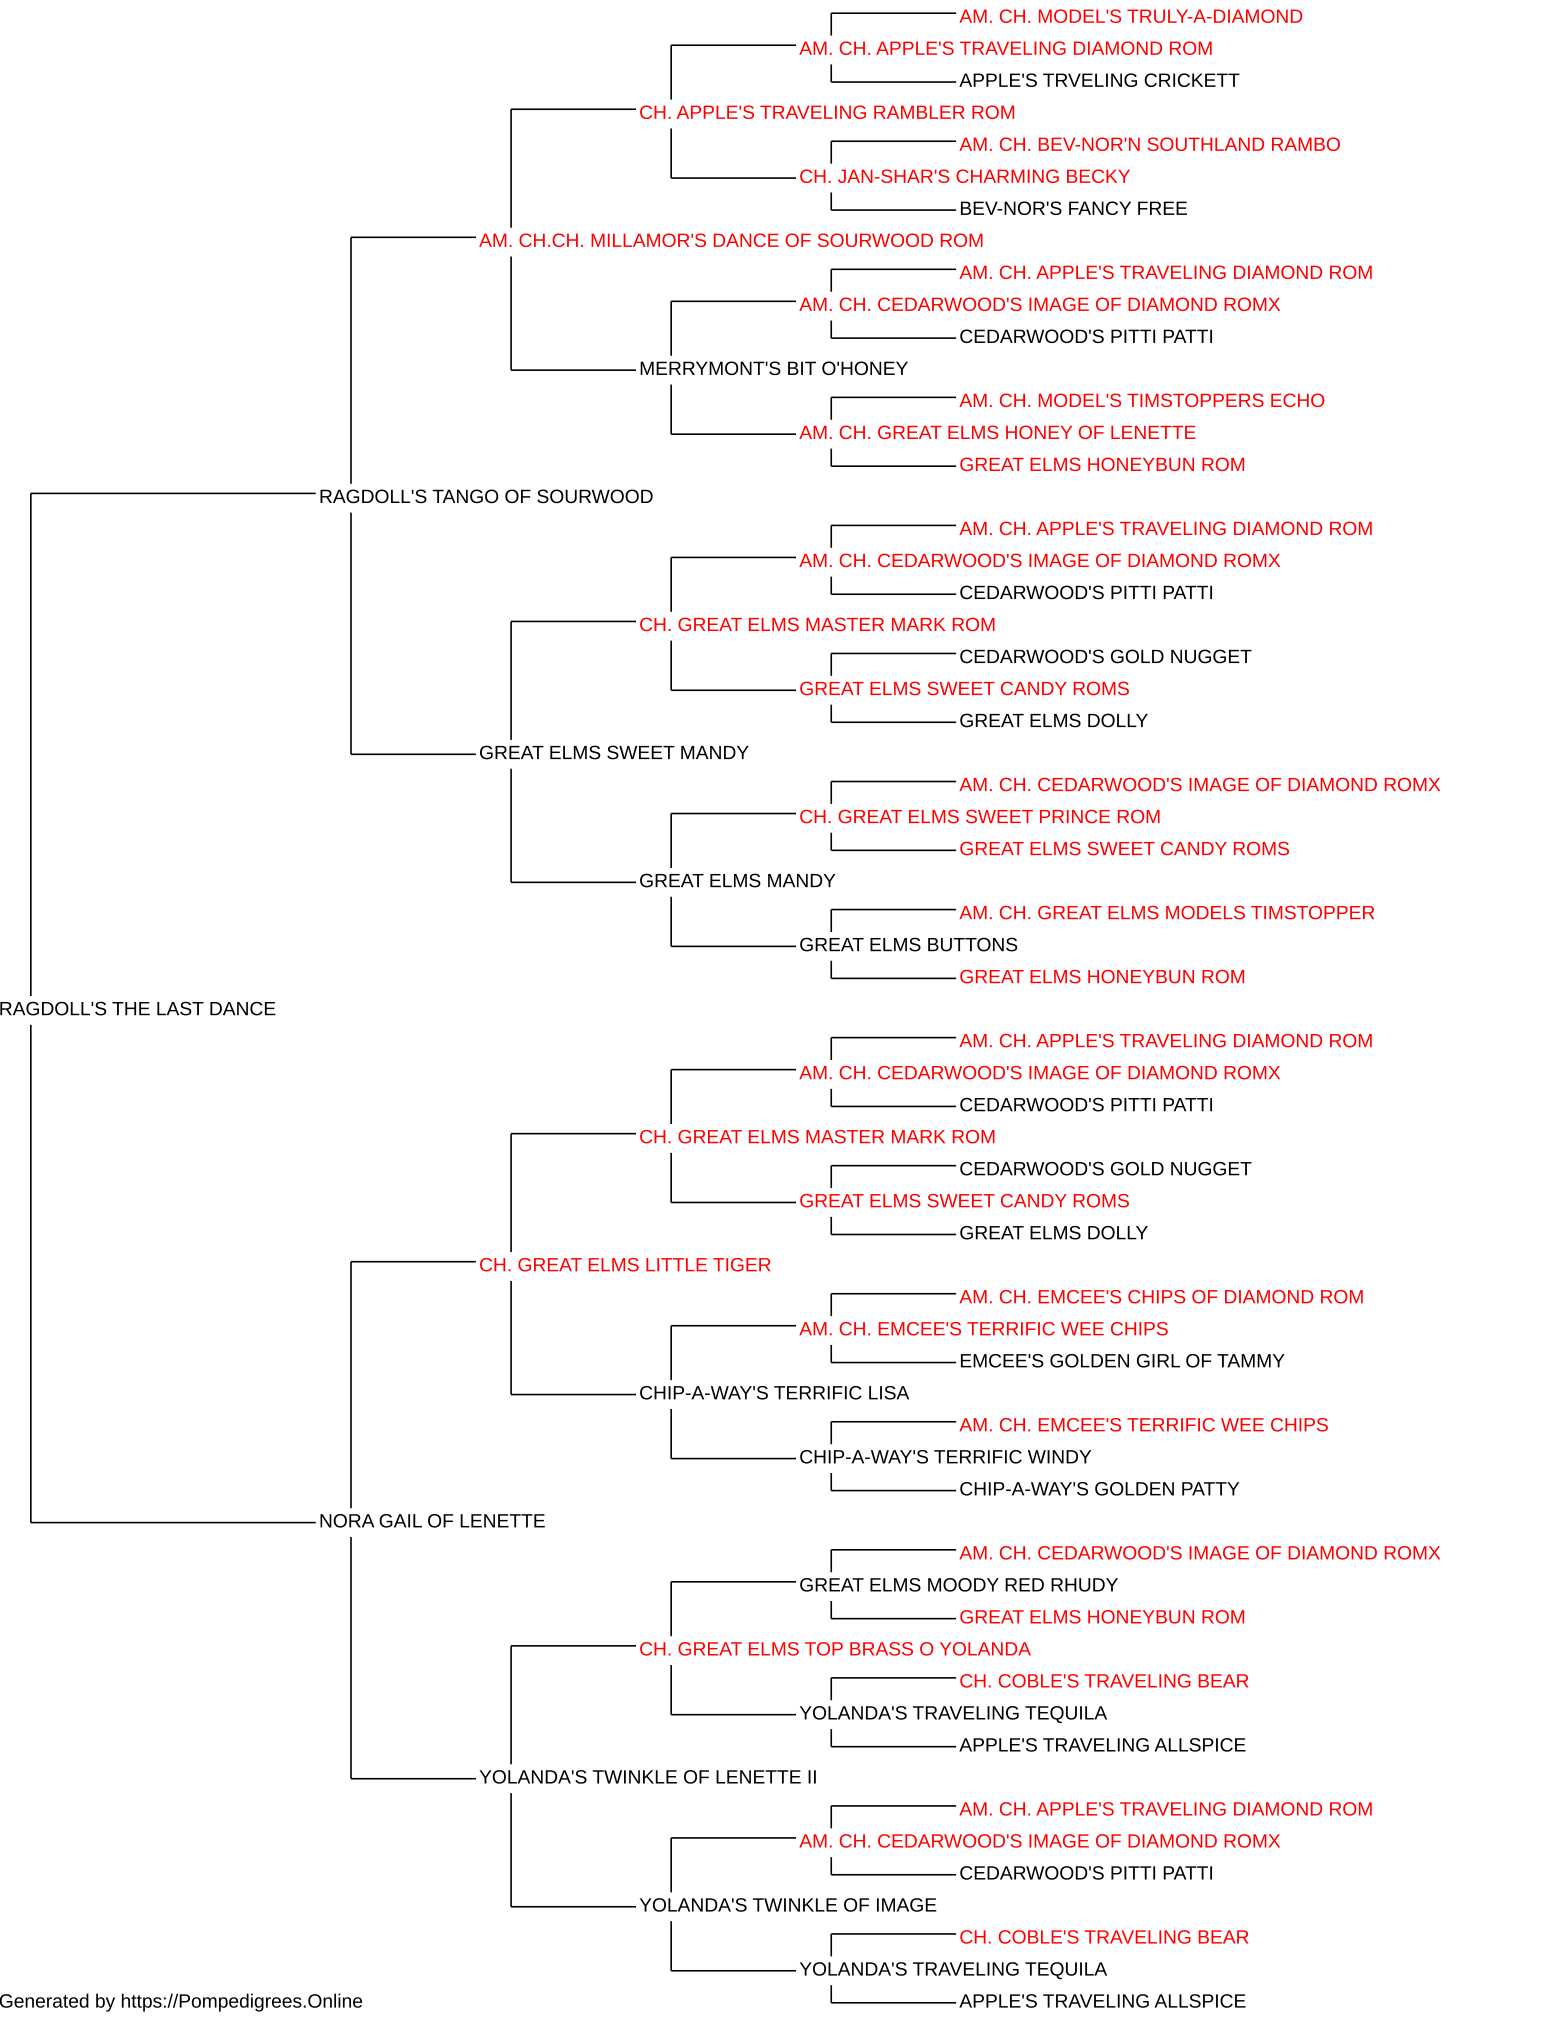 AM. CH. MODEL'S TRULY-A-DIAMOND
AM. CH. APPLE'S TRAVELING DIAMOND ROM
APPLE'S TRVELING CRICKETT
CH. APPLE'S TRAVELING RAMBLER ROM
AM. CH. BEV-NOR'N SOUTHLAND RAMBO
CH. JAN-SHAR'S CHARMING BECKY
BEV-NOR'S FANCY FREE
AM. CH.CH. MILLAMOR'S DANCE OF SOURWOOD ROM
AM. CH. APPLE'S TRAVELING DIAMOND ROM
AM. CH. CEDARWOOD'S IMAGE OF DIAMOND ROMX
CEDARWOOD'S PITTI PATTI
MERRYMONT'S BIT O'HONEY
AM. CH. MODEL'S TIMSTOPPERS ECHO
AM. CH. GREAT ELMS HONEY OF LENETTE
GREAT ELMS HONEYBUN ROM
RAGDOLL'S TANGO OF SOURWOOD
AM. CH. APPLE'S TRAVELING DIAMOND ROM
AM. CH. CEDARWOOD'S IMAGE OF DIAMOND ROMX
CEDARWOOD'S PITTI PATTI
CH. GREAT ELMS MASTER MARK ROM
CEDARWOOD'S GOLD NUGGET
GREAT ELMS SWEET CANDY ROMS
GREAT ELMS DOLLY
GREAT ELMS SWEET MANDY
AM. CH. CEDARWOOD'S IMAGE OF DIAMOND ROMX
CH. GREAT ELMS SWEET PRINCE ROM
GREAT ELMS SWEET CANDY ROMS
GREAT ELMS MANDY
AM. CH. GREAT ELMS MODELS TIMSTOPPER
GREAT ELMS BUTTONS
GREAT ELMS HONEYBUN ROM
RAGDOLL'S THE LAST DANCE
AM. CH. APPLE'S TRAVELING DIAMOND ROM
AM. CH. CEDARWOOD'S IMAGE OF DIAMOND ROMX
CEDARWOOD'S PITTI PATTI
CH. GREAT ELMS MASTER MARK ROM
CEDARWOOD'S GOLD NUGGET
GREAT ELMS SWEET CANDY ROMS
GREAT ELMS DOLLY
CH. GREAT ELMS LITTLE TIGER
AM. CH. EMCEE'S CHIPS OF DIAMOND ROM
AM. CH. EMCEE'S TERRIFIC WEE CHIPS
EMCEE'S GOLDEN GIRL OF TAMMY
CHIP-A-WAY'S TERRIFIC LISA
AM. CH. EMCEE'S TERRIFIC WEE CHIPS
CHIP-A-WAY'S TERRIFIC WINDY
CHIP-A-WAY'S GOLDEN PATTY
NORA GAIL OF LENETTE
AM. CH. CEDARWOOD'S IMAGE OF DIAMOND ROMX
GREAT ELMS MOODY RED RHUDY
GREAT ELMS HONEYBUN ROM
CH. GREAT ELMS TOP BRASS O YOLANDA
CH. COBLE'S TRAVELING BEAR
YOLANDA'S TRAVELING TEQUILA
APPLE'S TRAVELING ALLSPICE
YOLANDA'S TWINKLE OF LENETTE II
AM. CH. APPLE'S TRAVELING DIAMOND ROM
AM. CH. CEDARWOOD'S IMAGE OF DIAMOND ROMX
CEDARWOOD'S PITTI PATTI
YOLANDA'S TWINKLE OF IMAGE
CH. COBLE'S TRAVELING BEAR
YOLANDA'S TRAVELING TEQUILA
APPLE'S TRAVELING ALLSPICE
Generated by https://Pompedigrees.Online